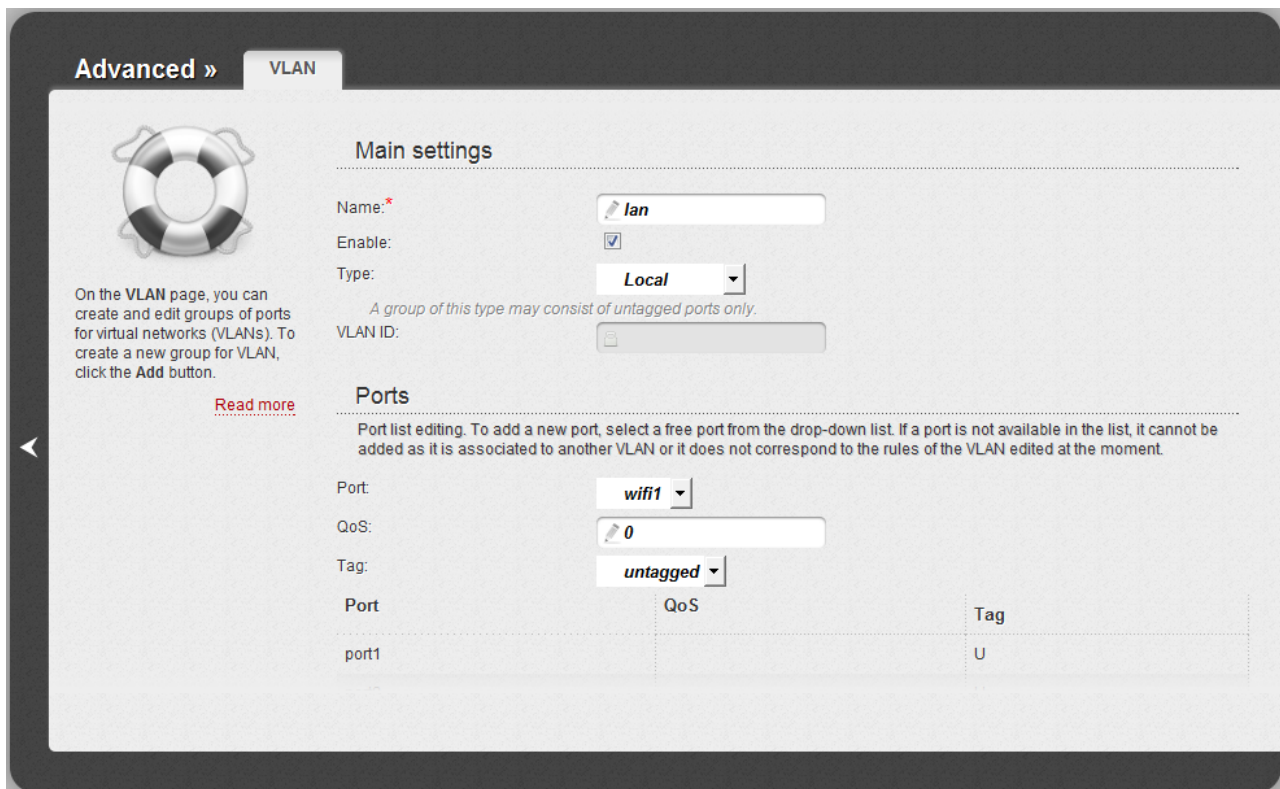 Advanced »
VLAN
On the VLAN page, you can
create and edit groups of ports
for virtual networks (VLANs). To
create a new group for VLAN,
click the Add button.
Read more
Main settings
Name:*
lan
Enable:
Type:
Local
A group of this type may consist of untagged ports only.
VLAN ID:
Ports
Port list editing. To add a new port, select a free port from the drop-down list. If a port is not available in the list, it cannot be
added as it is associated to another VLAN or it does not correspond to the rules of the VLAN edited at the moment.
Port:
wifi1
QoS:
0
Tag:
untagged
Port QoS Tag
port1 U